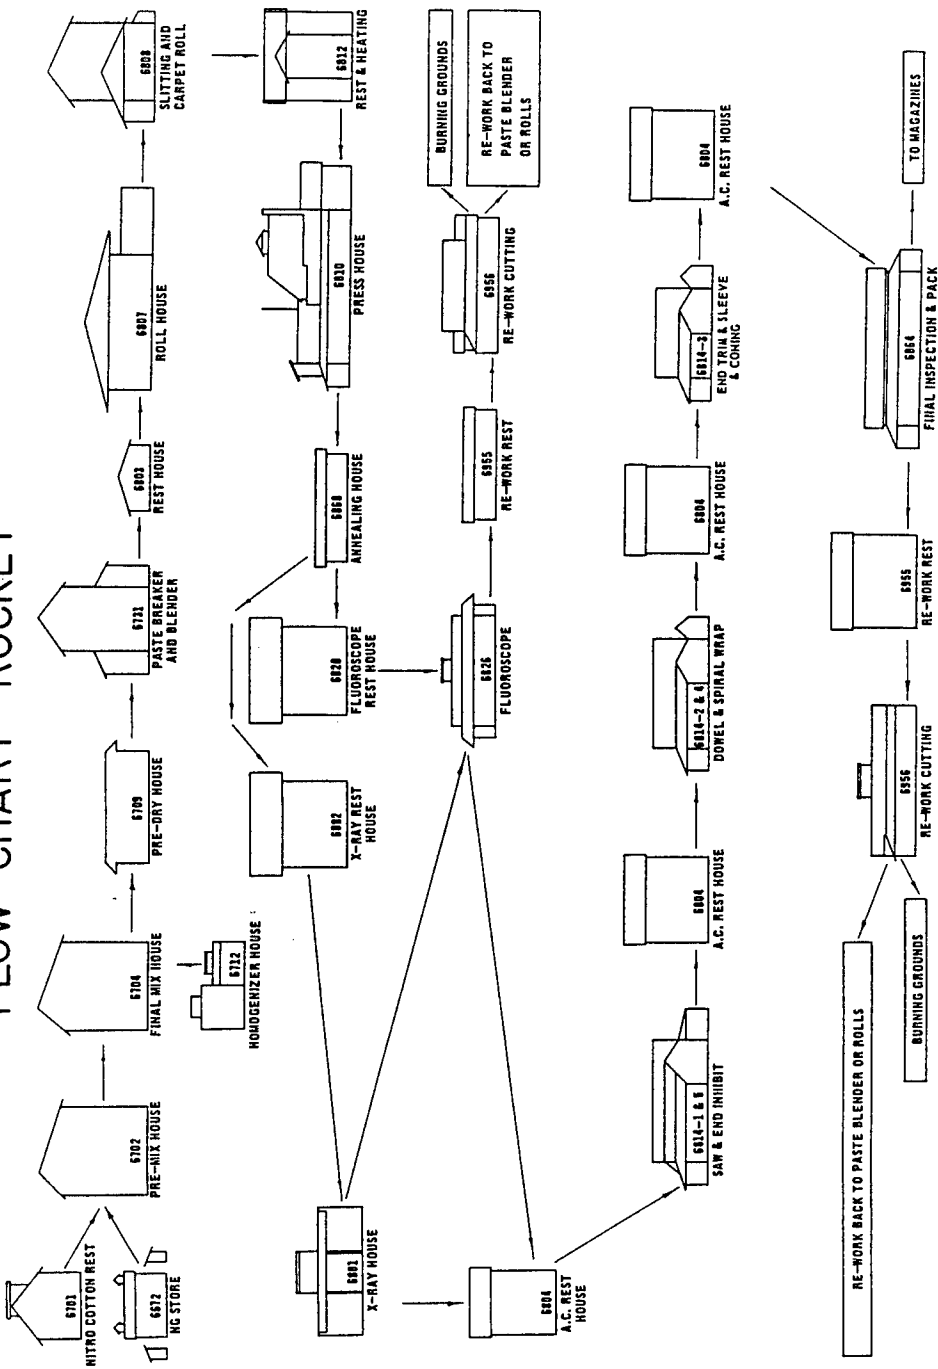 FLOW CHART ROCKET
6701
NITRO COTTON REST
6672
NG STORE
6702
PRE-MIX HOUSE
6704
FINAL MIX HOUSE
6712
HOMOGENIZER HOUSE
6709
PRE-DRY HOUSE
6711
PASTE BREAKER
AND BLENDER
6803
REST HOUSE
6807
ROLL HOUSE
6808
SLITTING AND
CARPET ROLL
6812
REST & HEATING
6810
PRESS HOUSE
6868
ANNEALING HOUSE
6820
FLUOROSCOPE
REST HOUSE
6882
X-RAY REST
HOUSE
6881
X-RAY HOUSE
6826
FLUOROSCOPE
6955
RE-WORK REST
6956
RE-WORK CUTTING
BURNING GROUNDS
RE-WORK BACK TO
PASTE BLENDER
OR ROLLS
6804
A.C. REST
HOUSE
6814-1 & 5
SAW & END INHIBIT
6804
A.C. REST HOUSE
6814-2 & 4
DOWEL & SPIRAL WRAP
6804
A.C. REST HOUSE
6814-3
END TRIM & SLEEVE
& CONING
6804
A.C. REST HOUSE
6864
FINAL INSPECTION & PACK
TO MAGAZINES
6955
RE-WORK REST
6956
RE-WORK CUTTING
RE-WORK BACK TO PASTE BLENDER OR ROLLS
BURNING GROUNDS